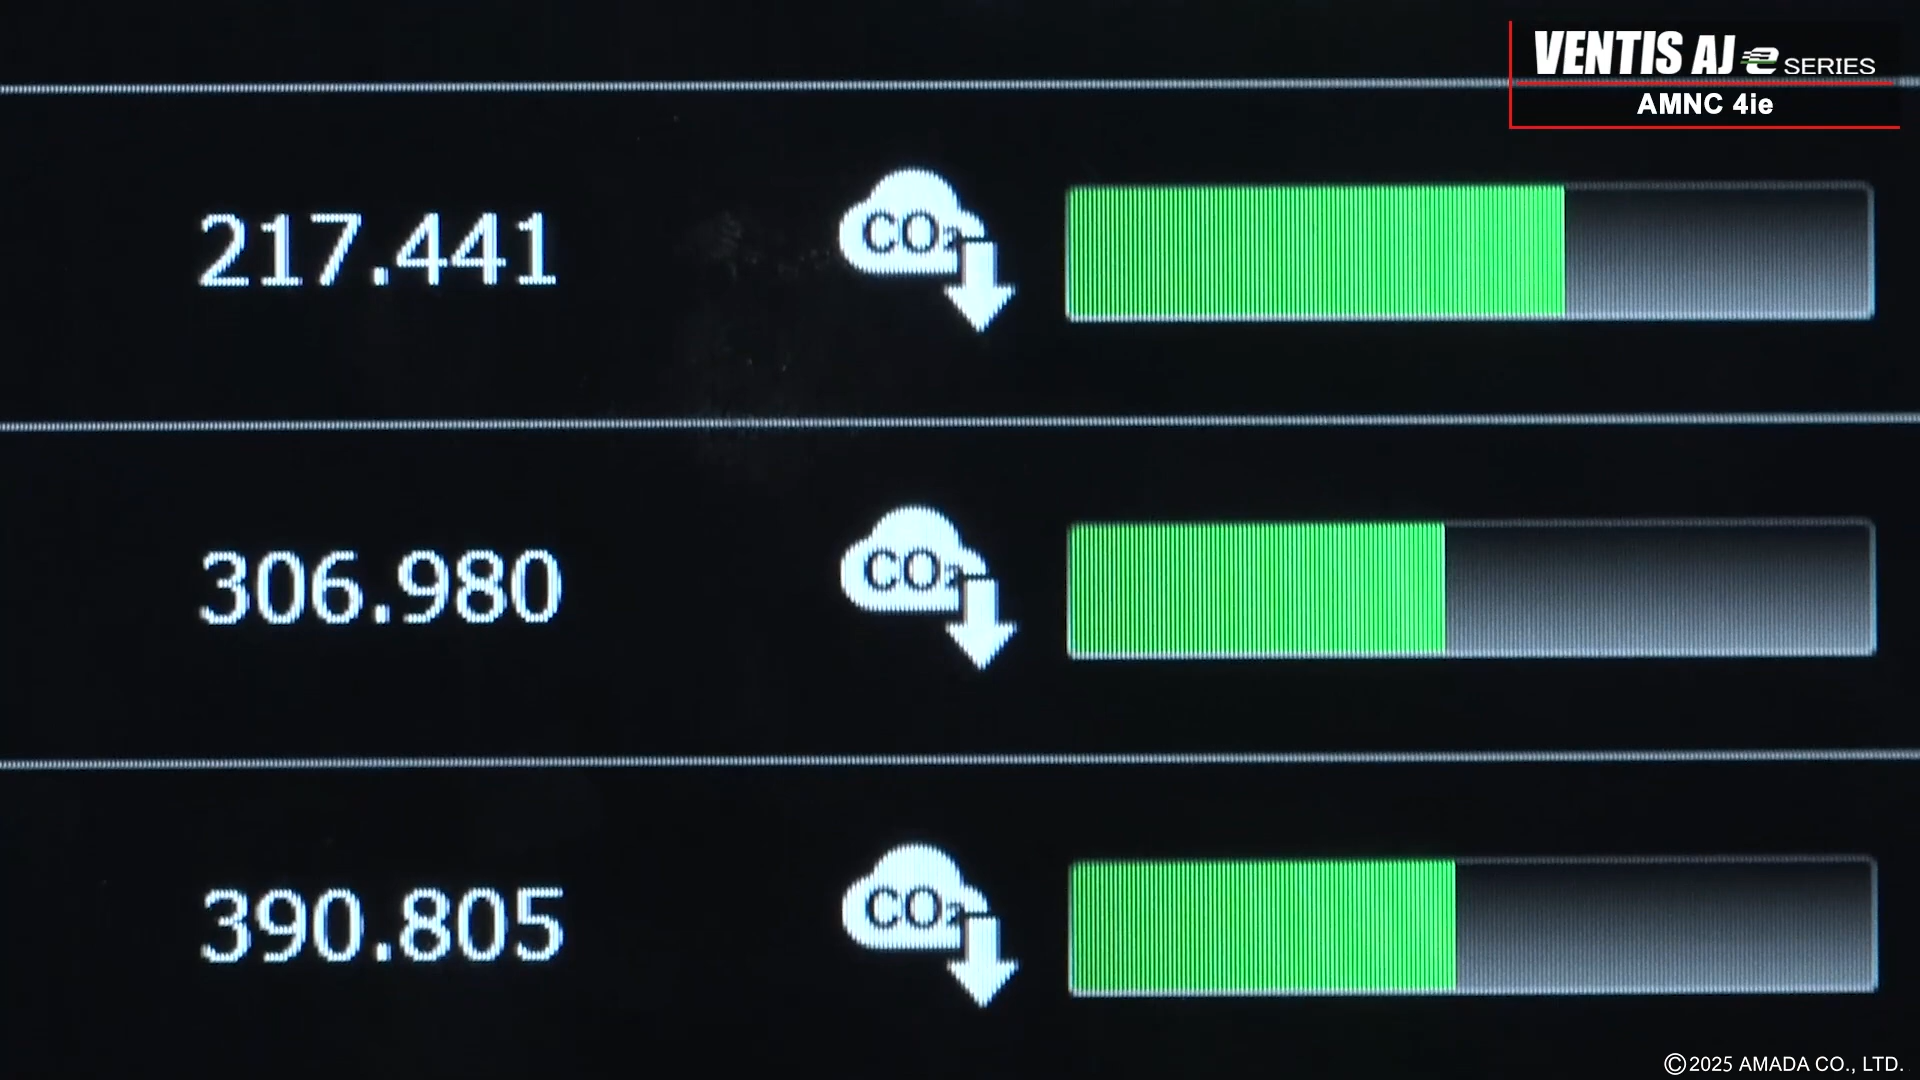 VENTIS AJ e SERIES
AMNC 4ie
217.441
CO₂
306.980
CO₂
390.805
CO₂
©2025 AMADA CO., LTD.